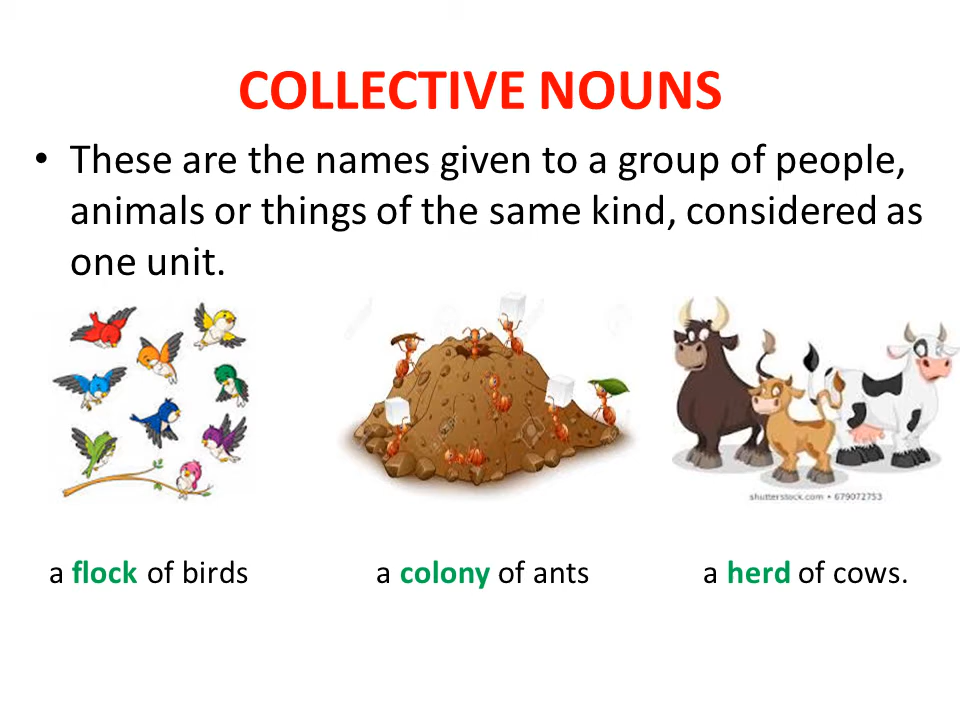 COLLECTIVE NOUNS
• These are the names given to a group of people,
animals or things of the same kind, considered as
one unit.
shutterstock.com • 679072753
a flock of birds
a colony of ants
a herd of cows.